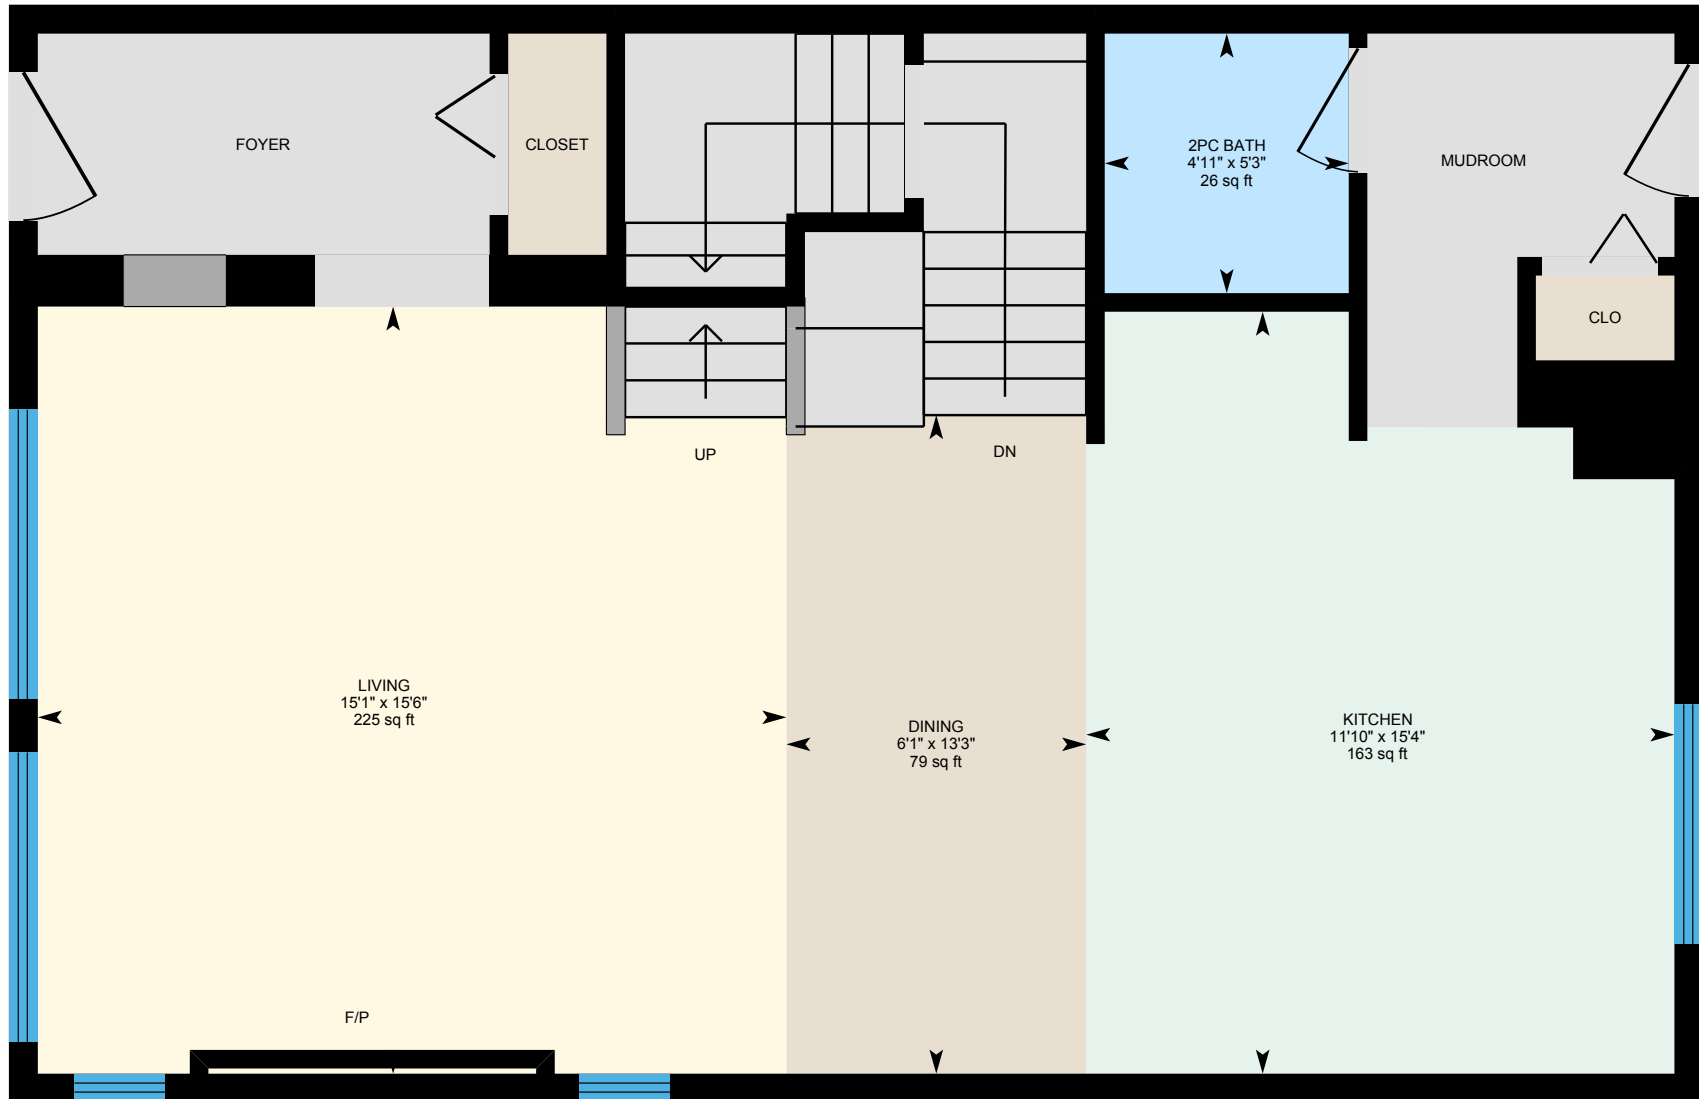 FOYER
CLOSET
2PC BATH
4'11" x 5'3"
26 sq ft
MUDROOM
CLO
UP
DN
LIVING
15'1" x 15'6"
225 sq ft
DINING
6'1" x 13'3"
79 sq ft
KITCHEN
11'10" x 15'4"
163 sq ft
F/P